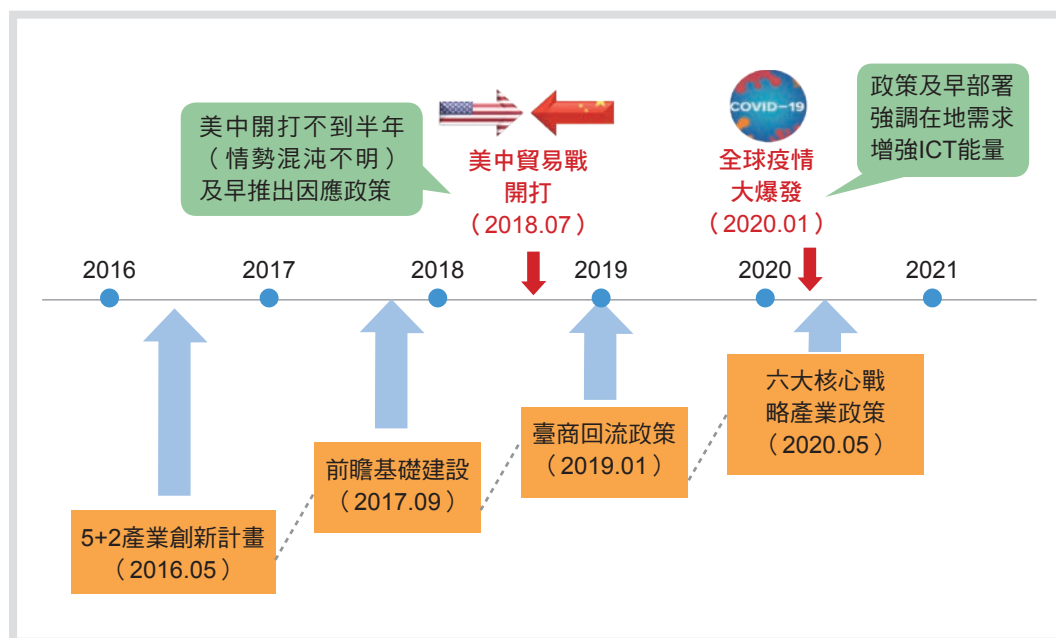 美中開打不到半年
（情勢混沌不明）
及早推出因應政策
美中貿易戰
開打
（2018.07）
COVID-19
全球疫情
大爆發
（2020.01）
政策及早部署
強調在地需求
增強ICT能量
2016
2017
2018
2019
2020
2021
5+2產業創新計畫
（2016.05）
前瞻基礎建設
（2017.09）
臺商回流政策
（2019.01）
六大核心戰
略產業政策
（2020.05）